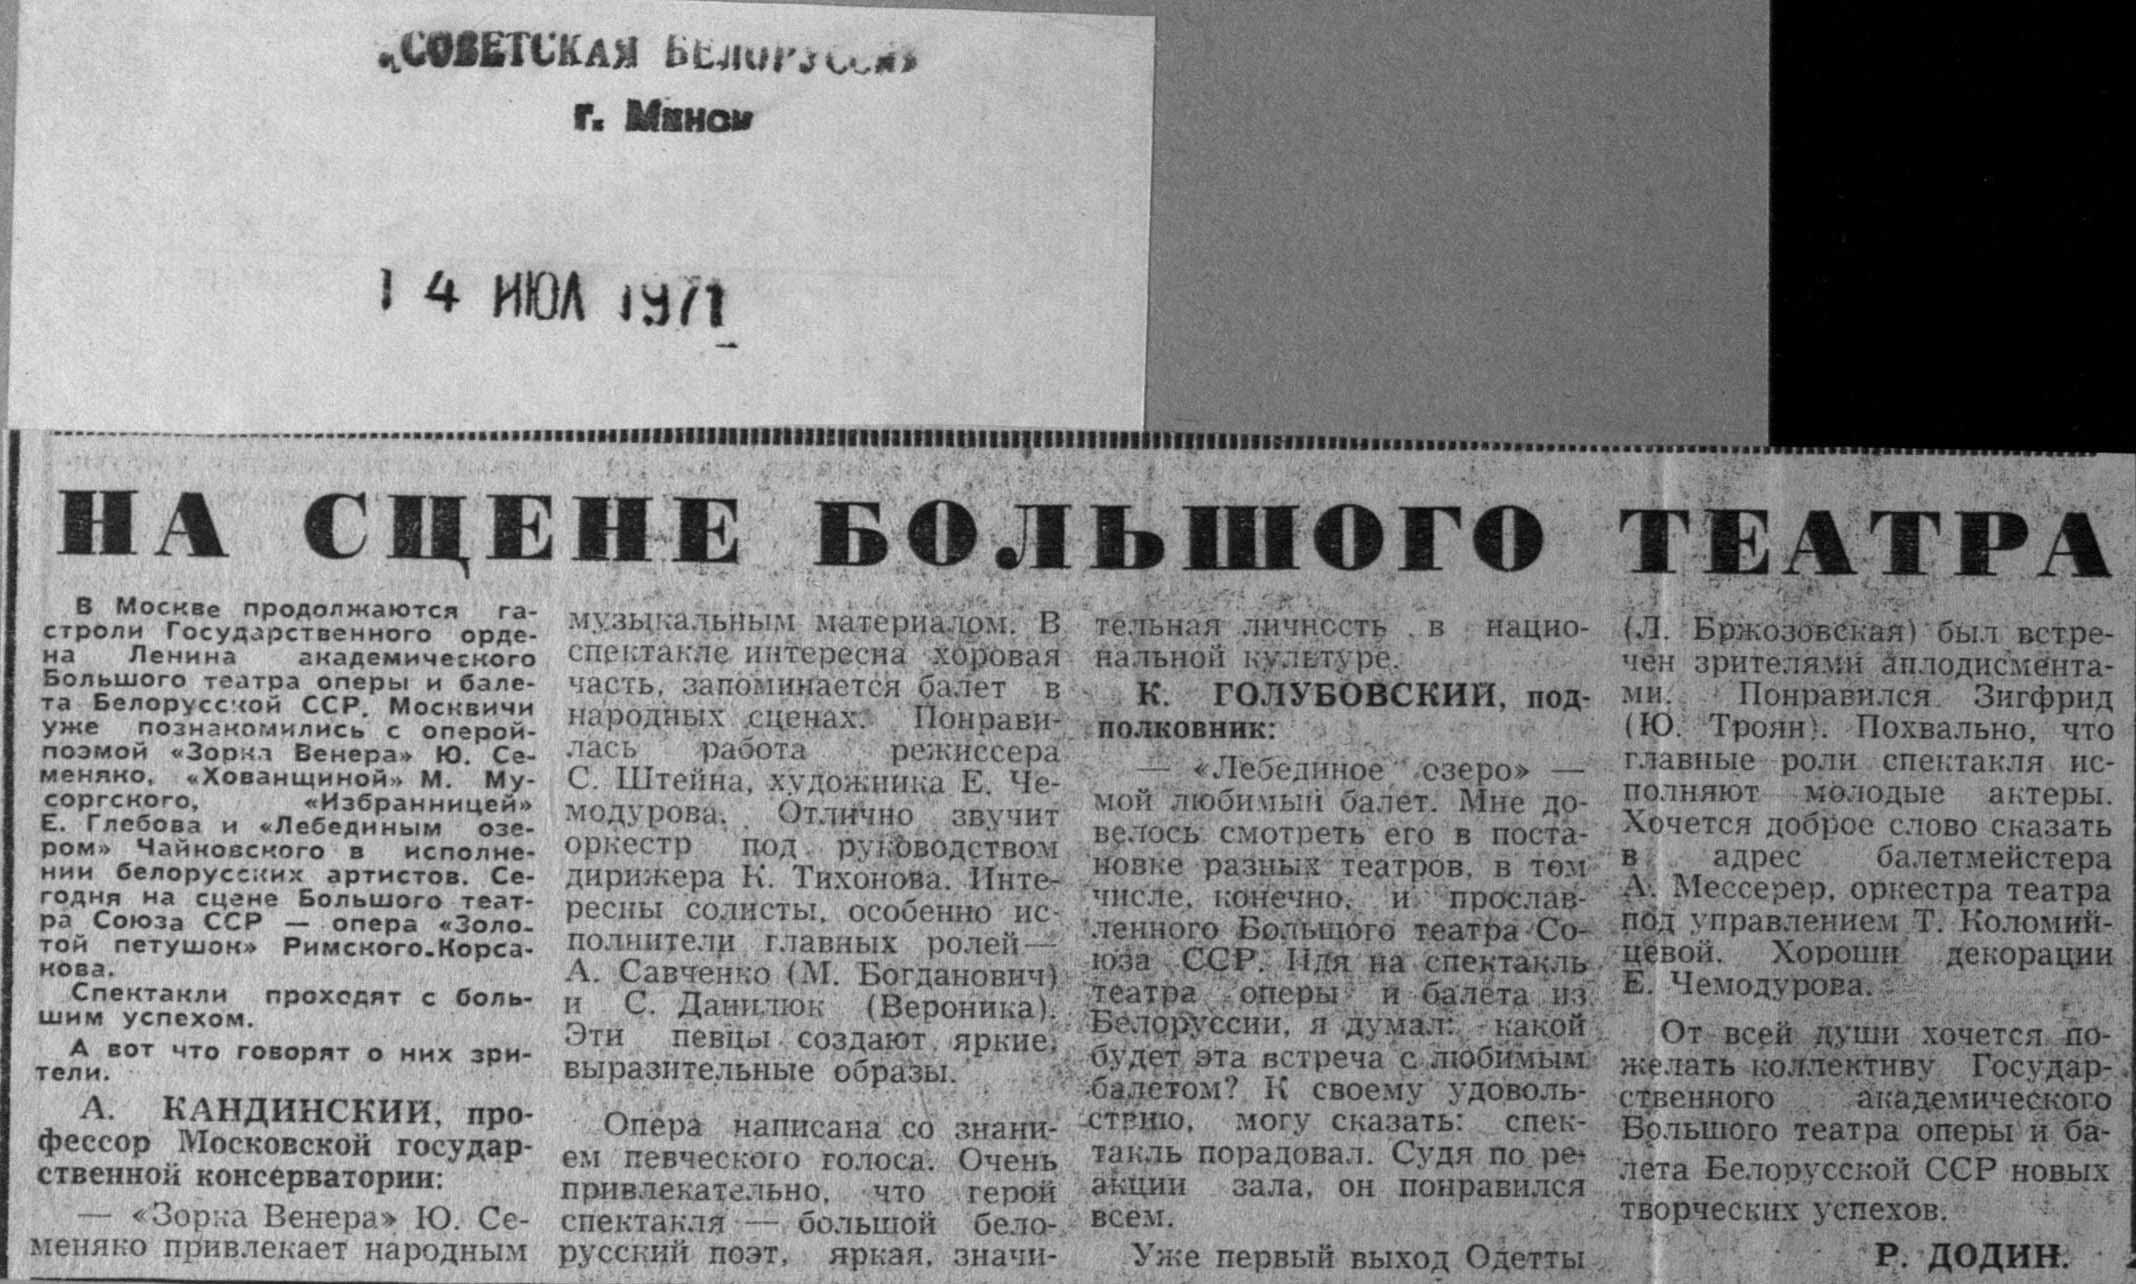 «СОВЕТСКАЯ БЕЛОРУССИЯ»
г. Минск
14 ИЮЛ 1971
НА СЦЕНЕ БОЛЬШОГО ТЕАТРА
В Москве продолжаются га-
строли Государственного орде-
на Ленина академического
Большого театра оперы и бале-
та Белорусской ССР. Москвичи
уже познакомились с оперой-
поэмой «Зорка Венера» Ю. Се-
меняко, «Хованщиной» М. Му-
соргского, «Избранницей»
Е. Глебова и «Лебединым озе-
ром» Чайковского в исполне-
нии белорусских артистов. Се-
годня на сцене Большого теат-
ра Союза ССР — опера «Золо-
той петушок» Римского-Корса-
кова.
Спектакли проходят с боль-
шим успехом.
А вот что говорят о них зри-
тели.
А. КАНДИНСКИЙ, про-
фессор Московской государ-
ственной консерватории:
— «Зорка Венера» Ю. Се-
меняко привлекает народным
музыкальным материалом. В
спектакле интересна хоровая
часть, запоминается балет в
народных сценах. Понрави-
лась работа режиссера
С. Штейна, художника Е. Че-
модурова. Отлично звучит
оркестр под руководством
дирижера К. Тихонова. Инте-
ресны солисты, особенно ис-
полнители главных ролей—
А. Савченко (М. Богданович)
и С. Данилюк (Вероника).
Эти певцы создают яркие,
выразительные образы.
Опера написана со знани-
ем певческого голоса. Очень
привлекательно, что герой
спектакля — большой бело-
русский поэт, яркая, значи-
тельная личность в нацио-
нальной культуре.
К. ГОЛУБОВСКИЙ, под-
полковник:
— «Лебединое озеро» —
мой любимый балет. Мне до-
велось смотреть его в поста-
новке разных театров, в том
числе, конечно, и прослав-
ленного Большого театра Со-
юза ССР. Идя на спектакль
театра оперы и балета из
Белоруссии, я думал: какой
будет эта встреча с любимым
балетом? К своему удоволь-
ствию, могу сказать: спек-
такль порадовал. Судя по ре-
акции зала, он понравился
всем.
Уже первый выход Одетты
(Л. Бржозовская) был встре-
чен зрителями аплодисмента-
ми. Понравился Зигфрид
(Ю. Троян). Похвально, что
главные роли спектакля ис-
полняют молодые актеры.
Хочется доброе слово сказать
в адрес балетмейстера
А. Мессерер, оркестра театра
под управлением Т. Коломий-
цевой. Хороши декорации
Е. Чемодурова.
От всей души хочется по-
желать коллективу Государ-
ственного академического
Большого театра оперы и ба-
лета Белорусской ССР новых
творческих успехов.
Р. ДОДИН.